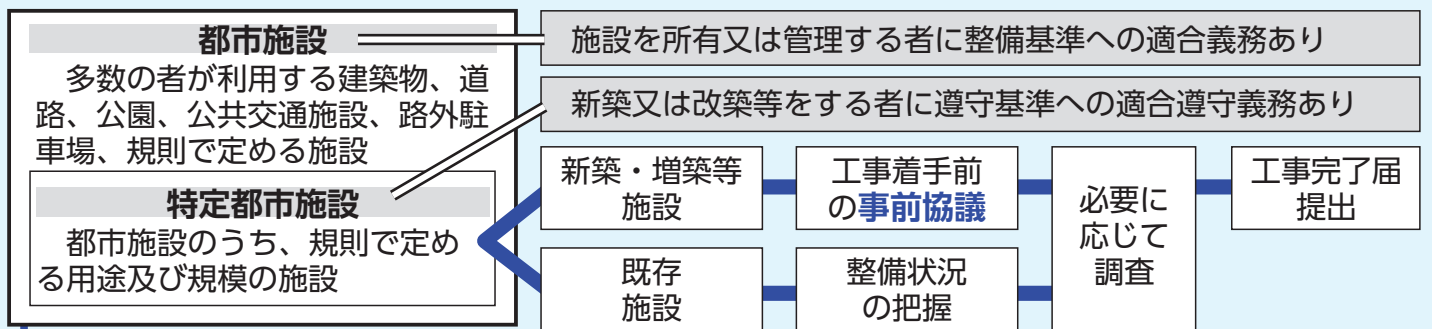 都市施設
多数の者が利用する建築物、道
路、公園、公共交通施設、路外駐
車場、規則で定める施設
特定都市施設
都市施設のうち、規則で定め
る用途及び規模の施設
施設を所有又は管理する者に整備基準への適合義務あり
新築又は改築等をする者に遵守基準への適合遵守義務あり
新築・増築等
施設
工事着手前
の事前協議
必要に
応じて
調査
工事完了届
提出
既存
施設
整備状況
の把握